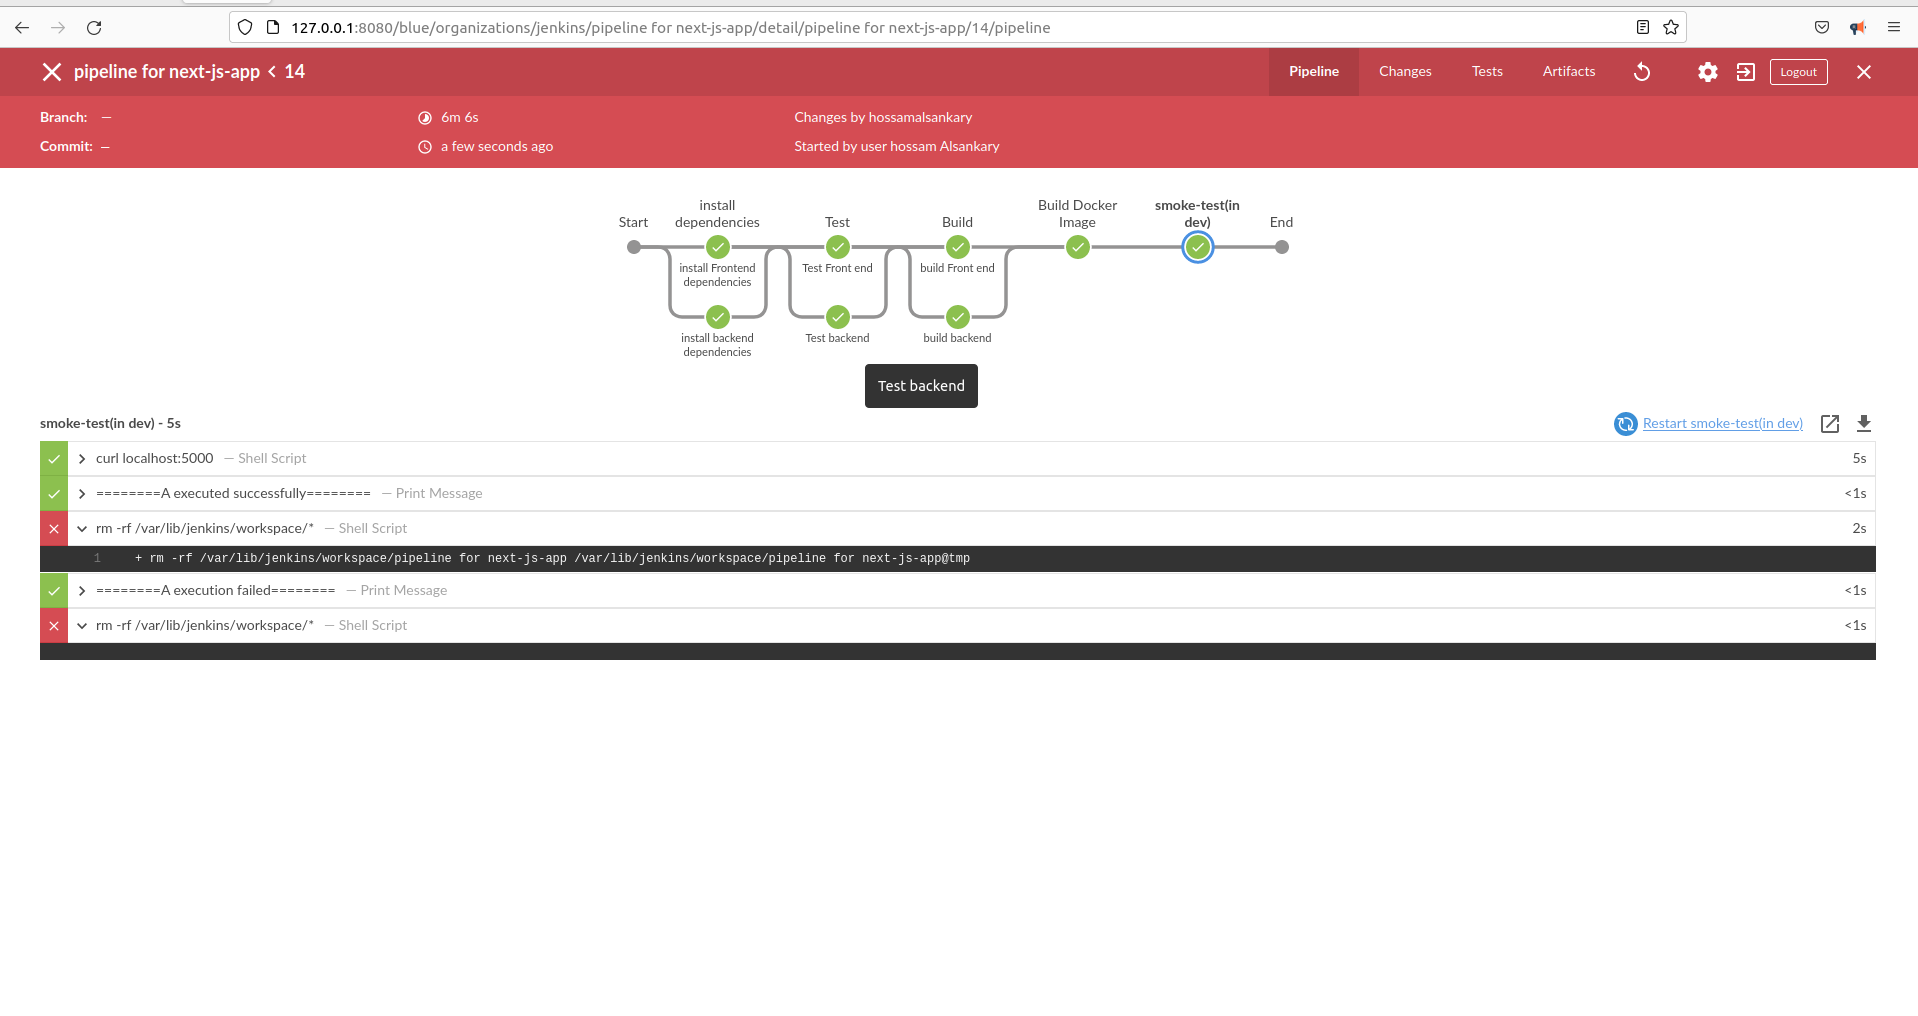 127.0.0.1:8080/blue/organizations/jenkins/pipeline for next-js-app/detail/pipeline for next-js-app/14/pipeline
pipeline for next-js-app < 14
Pipeline Changes Tests Artifacts Logout
Branch: — 6m 6s Changes by hossamalsankary
Commit: — a few seconds ago Started by user hossam Alsankary
Start
install
dependencies
Test
Build
Build Docker
Image
smoke-test(in
dev)
End
install Frontend
dependencies
Test Front end
build Front end
install backend
dependencies
Test backend
build backend
Test backend
smoke-test(in dev) - 5s
Restart smoke-test(in dev)
curl localhost:5000 — Shell Script 5s
========A executed successfully======== — Print Message <1s
rm -rf /var/lib/jenkins/workspace/* — Shell Script 2s
1 + rm -rf /var/lib/jenkins/workspace/pipeline for next-js-app /var/lib/jenkins/workspace/pipeline for next-js-app@tmp
========A execution failed======== — Print Message <1s
rm -rf /var/lib/jenkins/workspace/* — Shell Script <1s